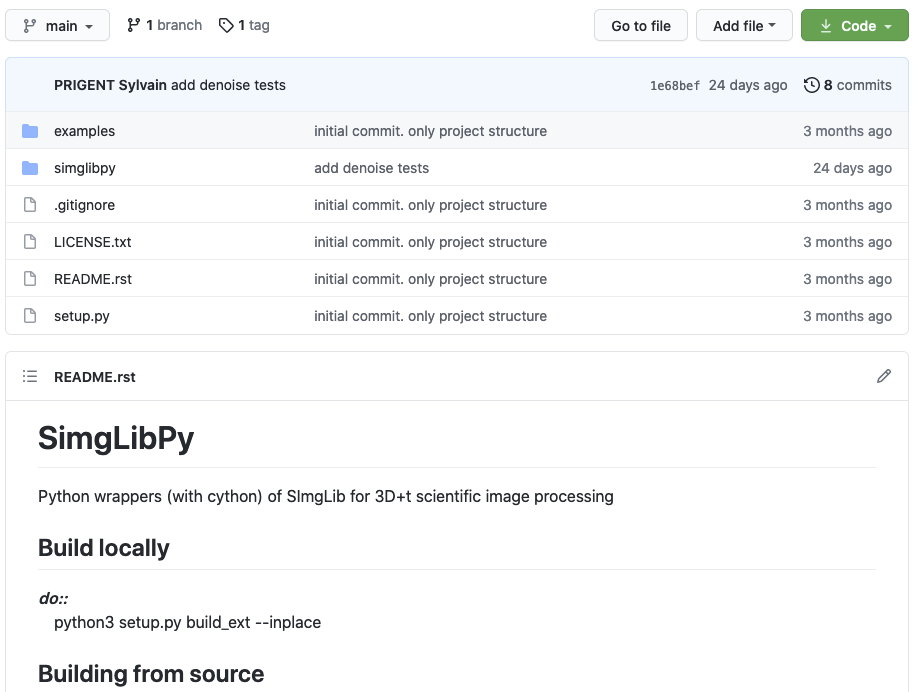 main 1 branch 1 tag Go to file Add file Code
PRIGENT Sylvain add denoise tests 1e68bef 24 days ago 8 commits
examples initial commit. only project structure 3 months ago
simglibpy add denoise tests 24 days ago
.gitignore initial commit. only project structure 3 months ago
LICENSE.txt initial commit. only project structure 3 months ago
README.rst initial commit. only project structure 3 months ago
setup.py initial commit. only project structure 3 months ago
README.rst
SimgLibPy
Python wrappers (with cython) of SImgLib for 3D+t scientific image processing
Build locally
do::
python3 setup.py build_ext --inplace
Building from source